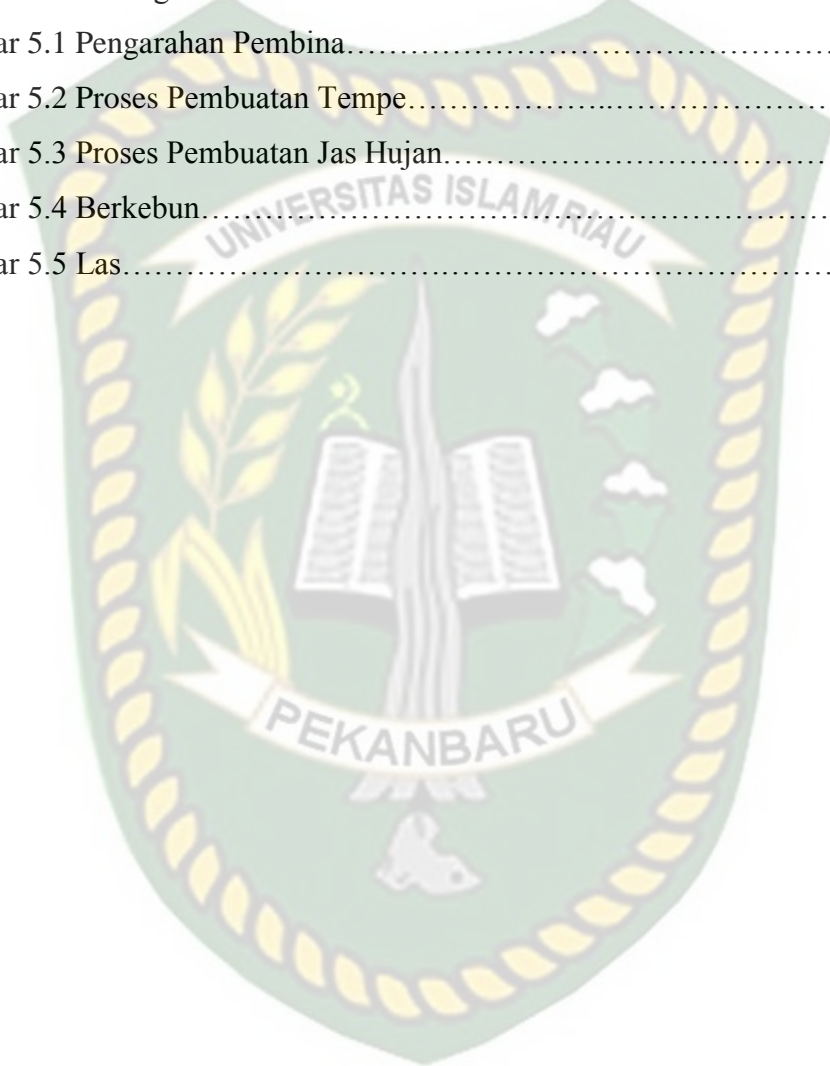 ar 5.1 Pengarahan Pembina……………………………………………………
ar 5.2 Proses Pembuatan Tempe………………..………………………
ar 5.3 Proses Pembuatan Jas Hujan……………………………………
ar 5.4 Berkebun……………………………………………………………
ar 5.5 Las……………………………………………………………………
UNIVERSITAS ISLAM RIAU
PEKANBARU